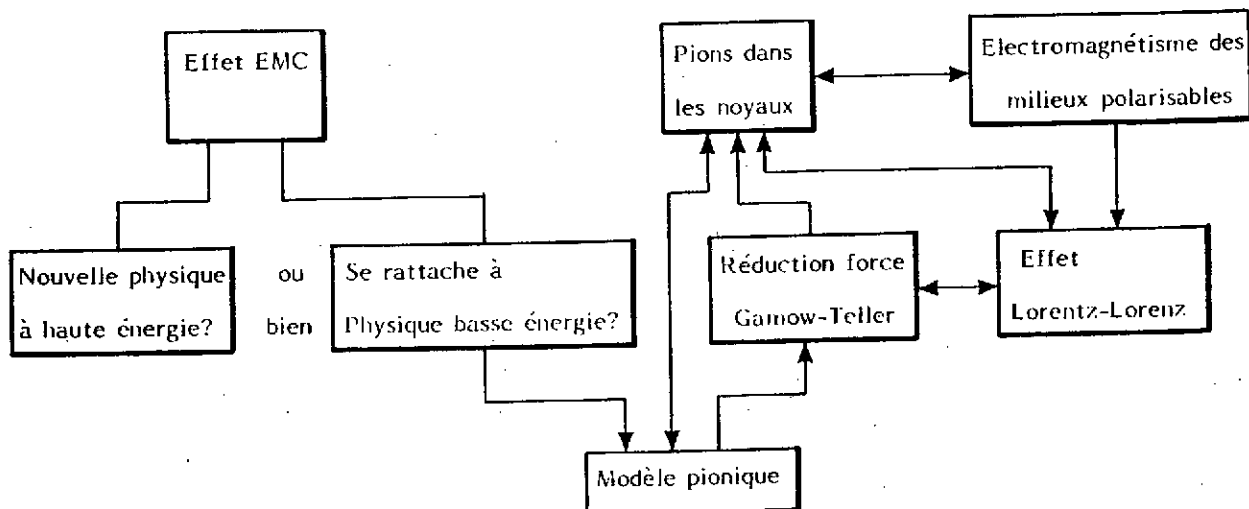 Effet EMC
Pions dans
les noyaux
Electromagnétisme des
milieux polarisables
Nouvelle physique
à haute énergie?
ou
bien
Se rattache à
Physique basse énergie?
Réduction force
Gamow-Teller
Effet
Lorentz-Lorenz
Modèle pionique